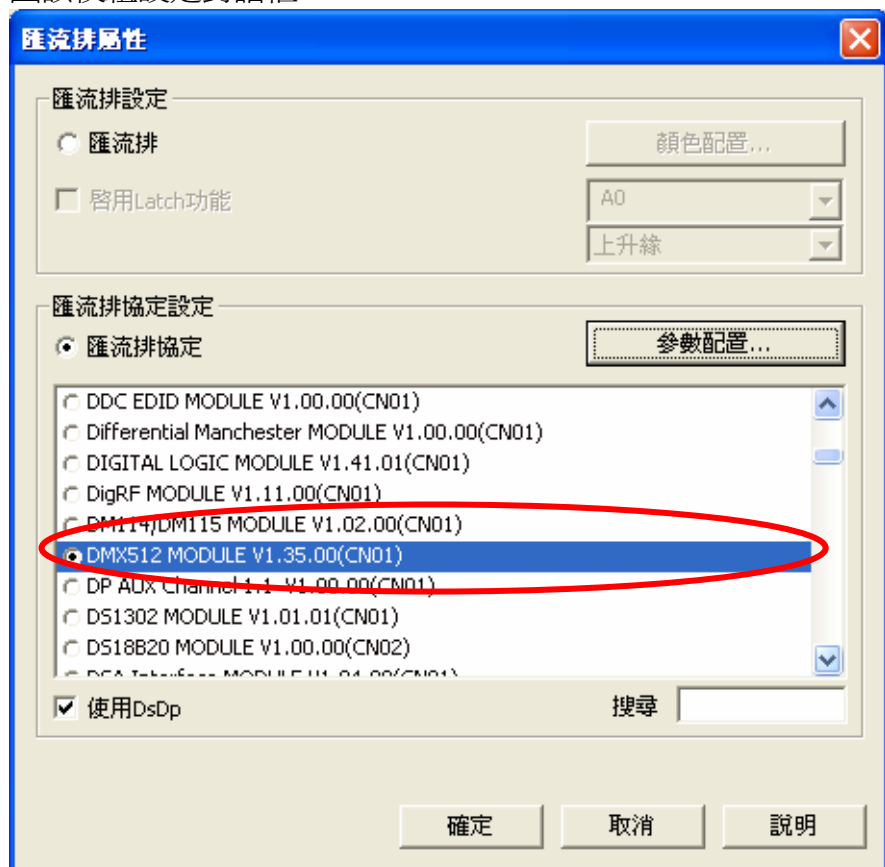 匯流排屬性
匯流排設定
匯流排
顏色配置...
啓用Latch功能
A0
上升緣
匯流排協定設定
匯流排協定
參數配置...
DDC EDID MODULE V1.00.00(CN01)
Differential Manchester MODULE V1.00.00(CN01)
DIGITAL LOGIC MODULE V1.41.01(CN01)
DigRF MODULE V1.11.00(CN01)
DM114/DM115 MODULE V1.02.00(CN01)
DMX512 MODULE V1.35.00(CN01)
DP AUX Channel 1.1 V1.00.00(CN01)
DS1302 MODULE V1.01.01(CN01)
DS18B20 MODULE V1.00.00(CN02)
使用DsDp
搜尋
確定
取消
説明